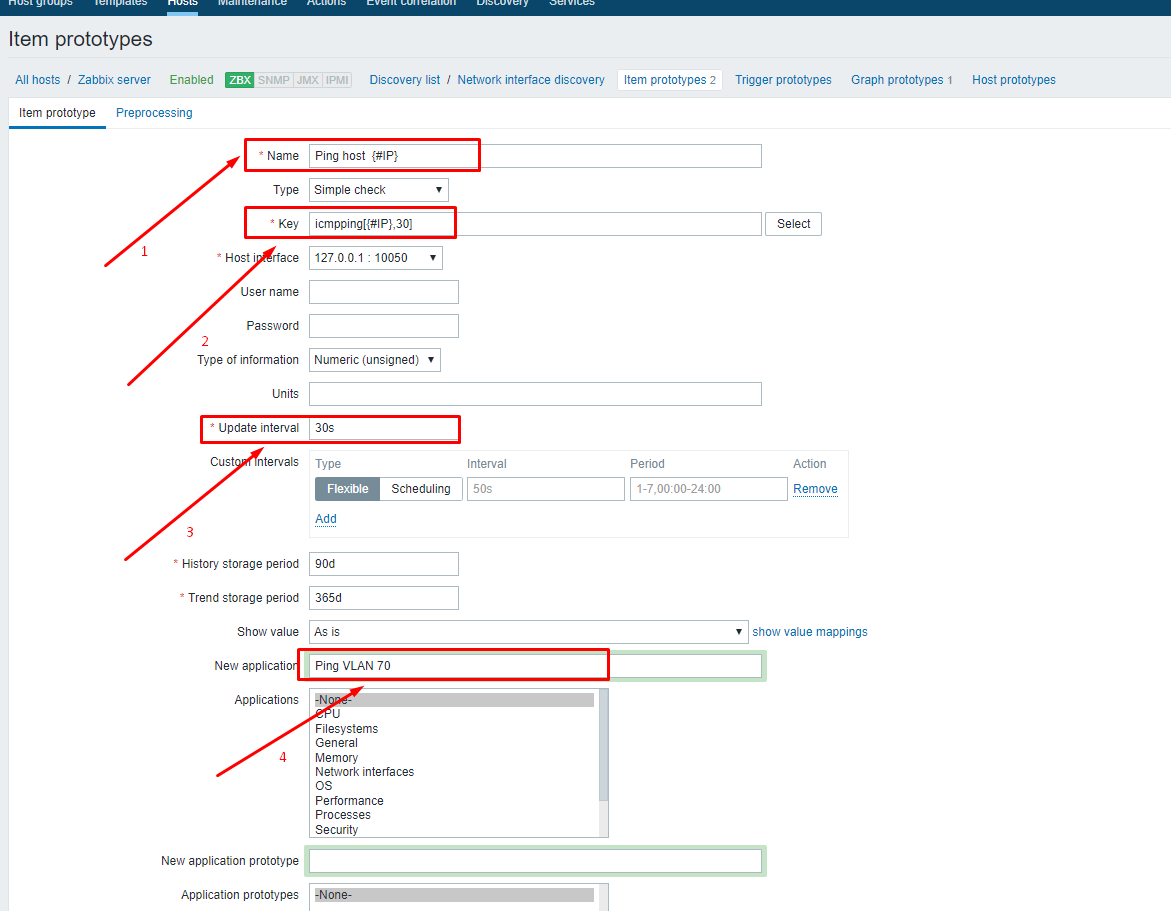 Host groups Templates Hosts Maintenance Actions Event correlation Discovery Services
Item prototypes
All hosts / Zabbix server Enabled ZBX SNMP JMX IPMI Discovery list / Network interface discovery Item prototypes 2 Trigger prototypes Graph prototypes 1 Host prototypes
Item prototype Preprocessing
* Name Ping host {#IP}
Type Simple check
* Key icmpping[{#IP},30] Select
1
* Host interface 127.0.0.1 : 10050
User name
Password
2
Type of information Numeric (unsigned)
Units
* Update interval 30s
Custom intervals Type Interval Period Action
Flexible Scheduling 50s 1-7,00:00-24:00 Remove
Add
3
* History storage period 90d
* Trend storage period 365d
Show value As is show value mappings
New application Ping VLAN 70
Applications -None-
CPU
Filesystems
General
Memory
4
Network interfaces
OS
Performance
Processes
Security
New application prototype
Application prototypes -None-